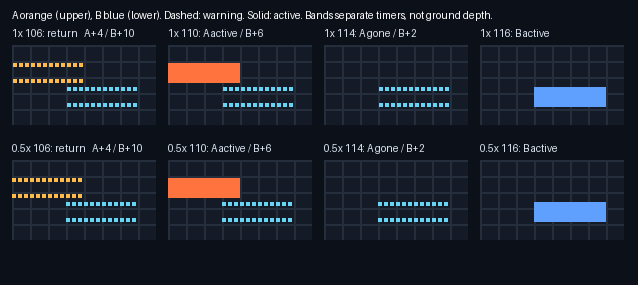 A orange (upper), B blue (lower). Dashed: warning. Solid: active. Bands separate timers, not ground depth.
1x 106: return A+4 / B+10
1x 110: A active / B+6
1x 114: A gone / B+2
1x 116: B active
0.5x 106: return A+4 / B+10
0.5x 110: A active / B+6
0.5x 114: A gone / B+2
0.5x 116: B active